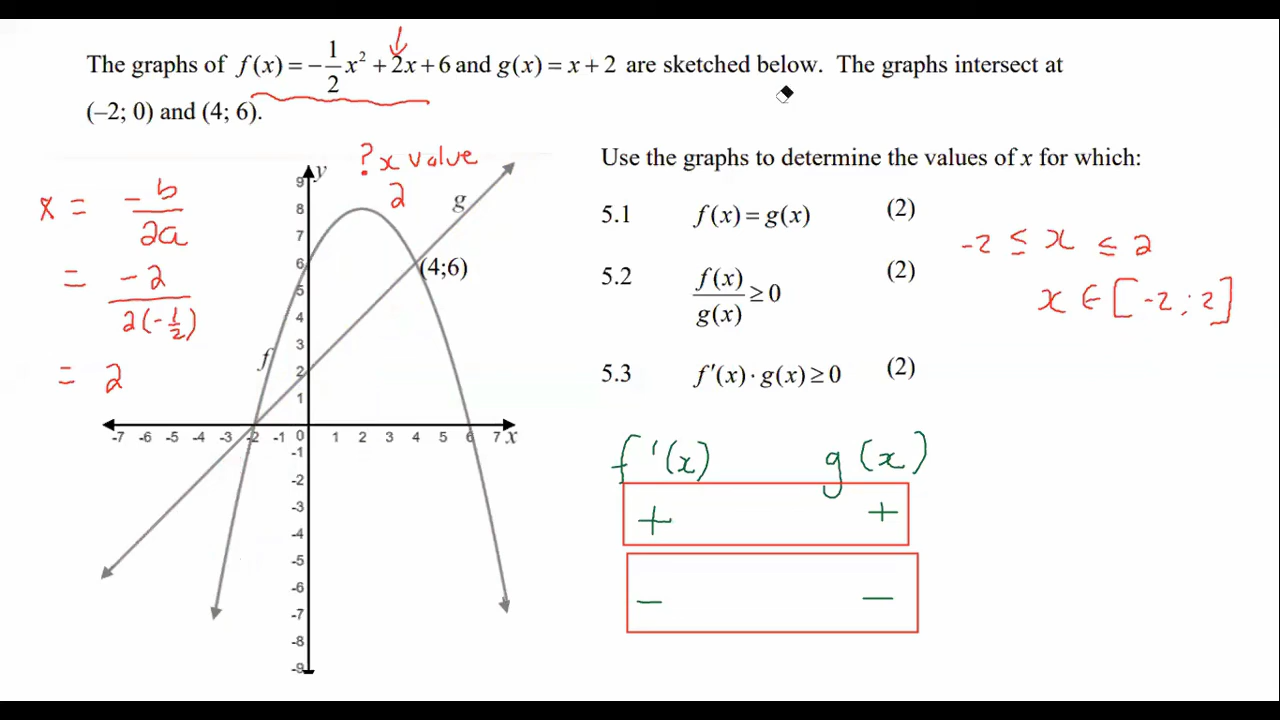 The graphs of f(x) = -1/2 x² + 2x + 6 and g(x) = x + 2 are sketched below. The graphs intersect at
(–2; 0) and (4; 6).
Use the graphs to determine the values of x for which:
5.1 f(x) = g(x) (2)
5.2 f(x)/g(x) ≥ 0 (2)
5.3 f′(x) · g(x) ≥ 0 (2)
-2 ≤ x ≤ 2
x ∈ [-2 ; 2]
f'(x) g(x)
+ +
– –
x = -b/2a
= -2/2(-1/2)
= 2
? x value
2
y
g
(4;6)
f
x
9
8
7
6
5
4
3
2
1
-7 -6 -5 -4 -3 -2 -1 0 1 2 3 4 5 6 7
-1
-2
-3
-4
-5
-6
-7
-8
-9